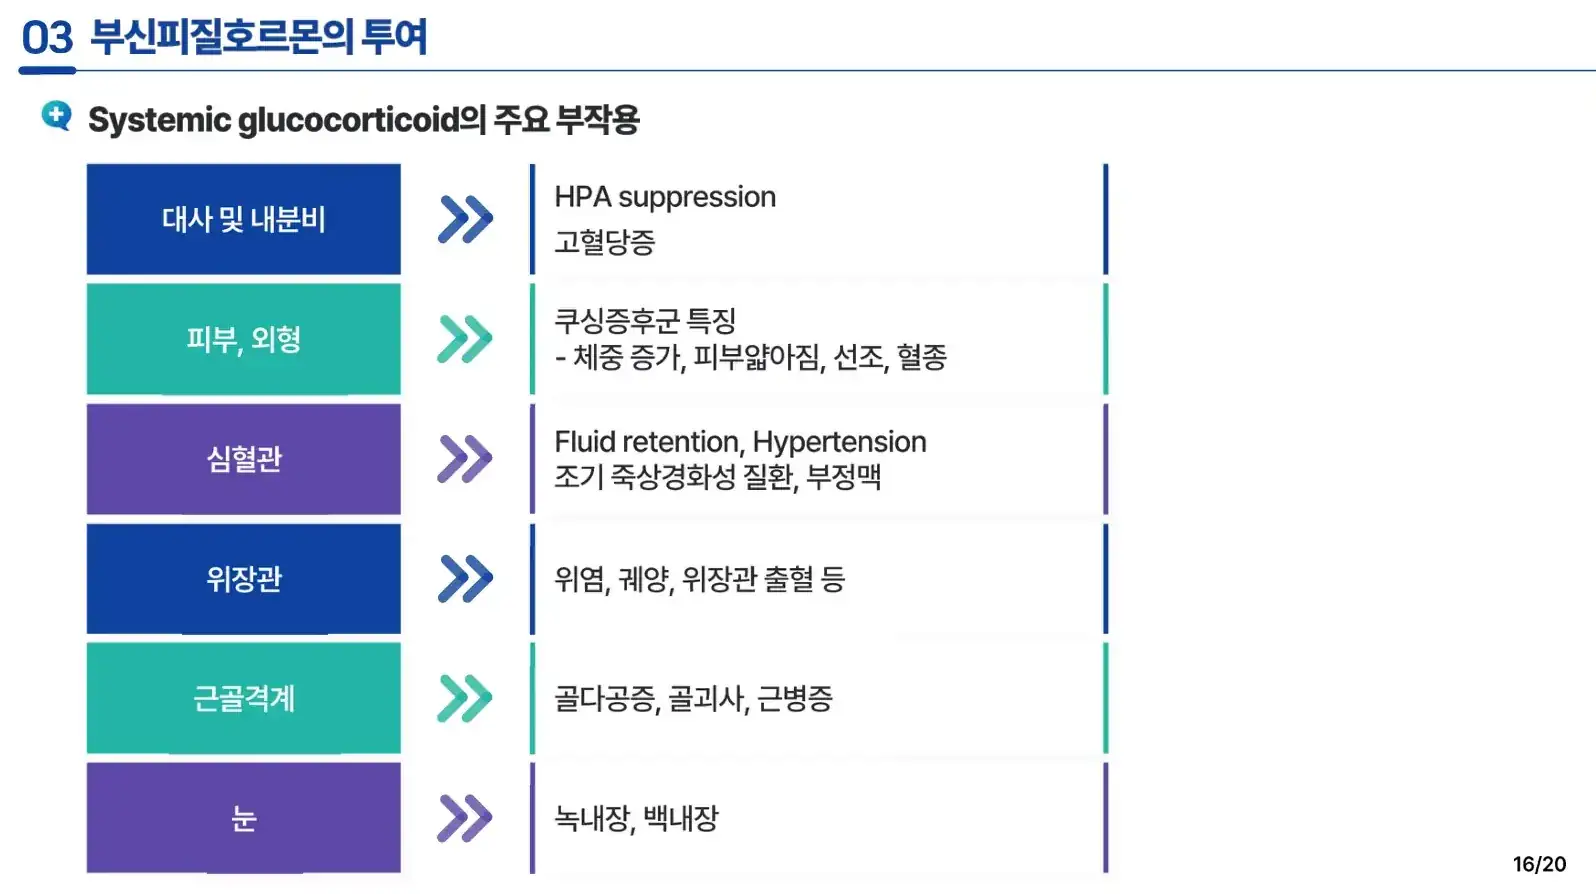 03 부신피질호르몬의 투여
Systemic glucocorticoid의 주요 부작용
대사 및 내분비
HPA suppression
고혈당증
피부, 외형
쿠싱증후군 특징
- 체중 증가, 피부얇아짐, 선조, 혈종
심혈관
Fluid retention, Hypertension
조기 죽상경화성 질환, 부정맥
위장관
위염, 궤양, 위장관 출혈 등
근골격계
골다공증, 골괴사, 근병증
눈
녹내장, 백내장
16/20